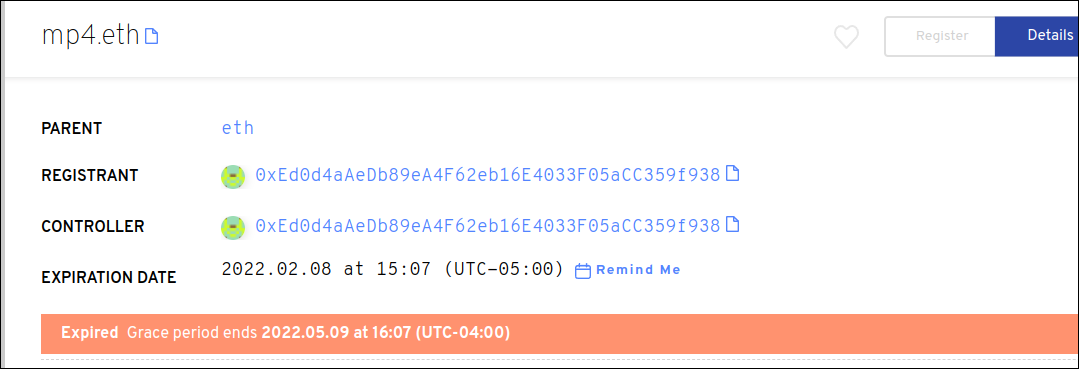 mp4.eth
Register
Details
PARENT
eth
REGISTRANT
0xEd0d4aAeDb89eA4F62eb16E4033F05aCC359f938
CONTROLLER
0xEd0d4aAeDb89eA4F62eb16E4033F05aCC359f938
EXPIRATION DATE
2022.02.08 at 15:07 (UTC-05:00) Remind Me
Expired Grace period ends 2022.05.09 at 16:07 (UTC-04:00)